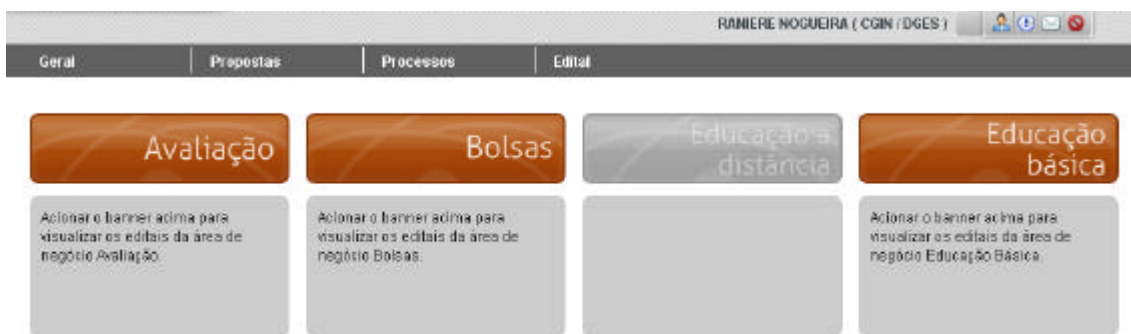 RANIERE NOGUEIRA ( CGIN / DGES )
Geral Propostas Processos Edital
Avaliação
Bolsas
Educação a
distância
Educação
básica
Acionar o banner acima para
visualizar os editais da área de
negócio Avaliação.
Acionar o banner acima para
visualizar os editais da área de
negócio Bolsas.
Acionar o banner acima para
visualizar os editais da área de
negócio Educação Básica.